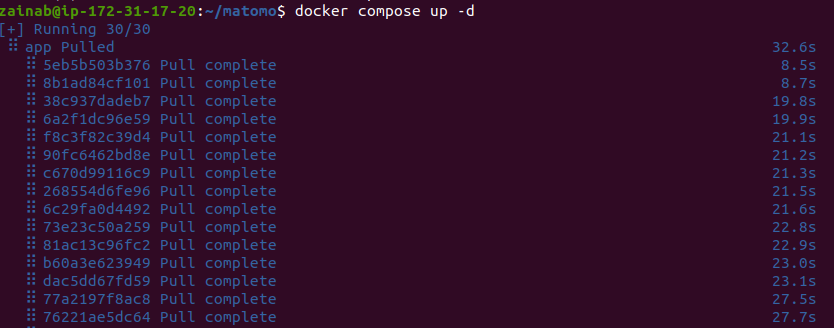 zainab@ip-172-31-17-20:~/matomo$ docker compose up -d
[+] Running 30/30
⠿ app Pulled 32.6s
⠿ 5eb5b503b376 Pull complete 8.5s
⠿ 8b1ad84cf101 Pull complete 8.7s
⠿ 38c937dadeb7 Pull complete 19.8s
⠿ 6a2f1dc96e59 Pull complete 19.9s
⠿ f8c3f82c39d4 Pull complete 21.1s
⠿ 90fc6462bd8e Pull complete 21.2s
⠿ c670d99116c9 Pull complete 21.3s
⠿ 268554d6fe96 Pull complete 21.5s
⠿ 6c29fa0d4492 Pull complete 21.6s
⠿ 73e23c50a259 Pull complete 22.8s
⠿ 81ac13c96fc2 Pull complete 22.9s
⠿ b60a3e623949 Pull complete 23.0s
⠿ dac5dd67fd59 Pull complete 23.1s
⠿ 77a2197f8ac8 Pull complete 27.5s
⠿ 76221ae5dc64 Pull complete 27.7s